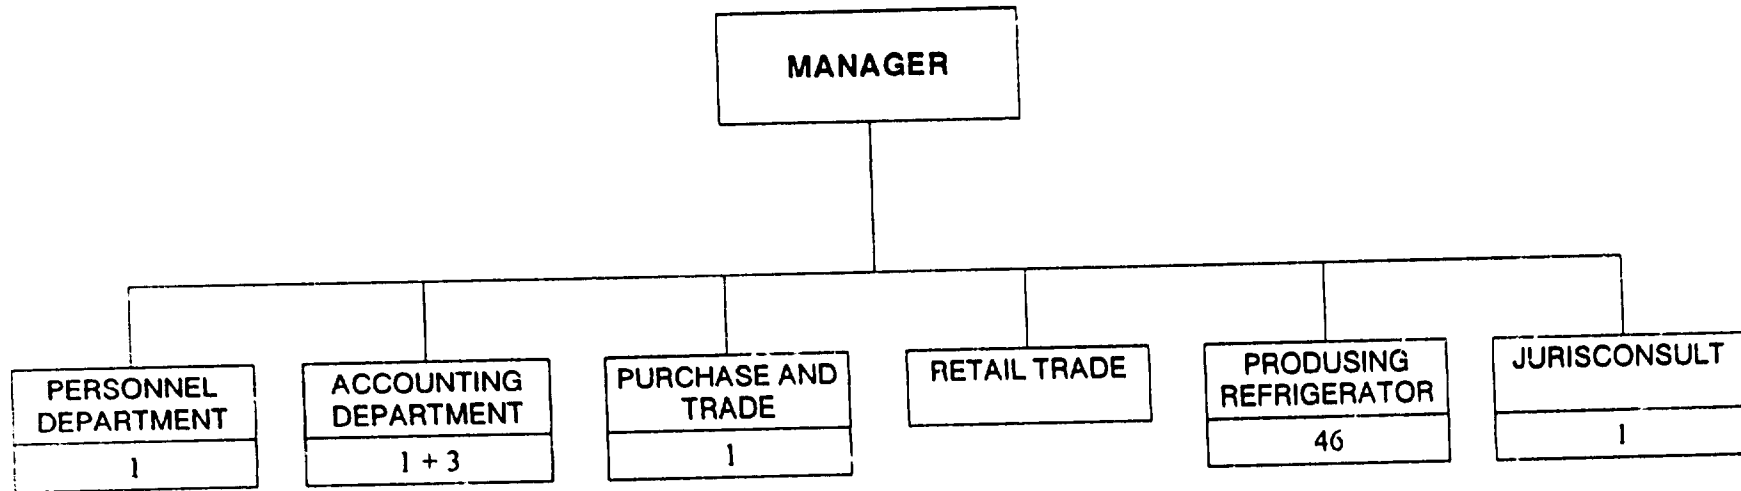 MANAGER
PERSONNEL
DEPARTMENT
1
ACCOUNTING
DEPARTMENT
1 + 3
PURCHASE AND
TRADE
1
RETAIL TRADE
PRODUSING
REFRIGERATOR
46
JURISCONSULT
1